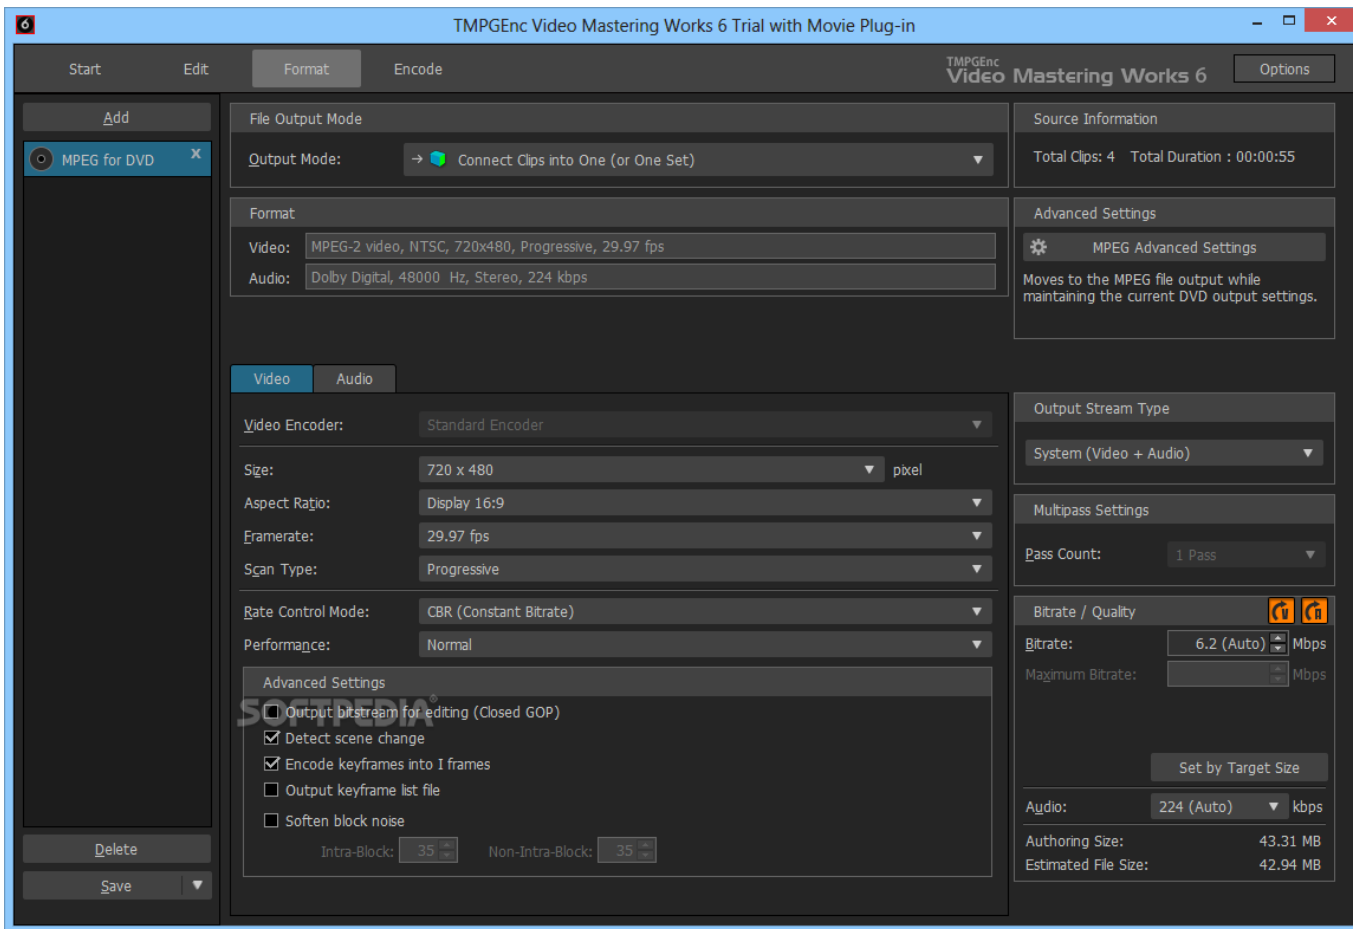 TMPGEnc Video Mastering Works 6 Trial with Movie Plug-in
Start Edit Format Encode
TMPGEnc
Video Mastering Works 6
Options
Add
MPEG for DVD X
Delete
Save
File Output Mode
Output Mode: Connect Clips into One (or One Set)
Format
Video: MPEG-2 video, NTSC, 720x480, Progressive, 29.97 fps
Audio: Dolby Digital, 48000 Hz, Stereo, 224 kbps
Source Information
Total Clips: 4 Total Duration : 00:00:55
Advanced Settings
MPEG Advanced Settings
Moves to the MPEG file output while
maintaining the current DVD output settings.
Video Audio
Video Encoder: Standard Encoder
Size: 720 x 480 pixel
Aspect Ratio: Display 16:9
Framerate: 29.97 fps
Scan Type: Progressive
Rate Control Mode: CBR (Constant Bitrate)
Performance: Normal
Advanced Settings
SOFTPEDIA®
Output bitstream for editing (Closed GOP)
Detect scene change
Encode keyframes into I frames
Output keyframe list file
Soften block noise
Intra-Block: 35 Non-Intra-Block: 35
Output Stream Type
System (Video + Audio)
Multipass Settings
Pass Count: 1 Pass
Bitrate / Quality
Bitrate: 6.2 (Auto) Mbps
Maximum Bitrate: Mbps
Set by Target Size
Audio: 224 (Auto) kbps
Authoring Size: 43.31 MB
Estimated File Size: 42.94 MB